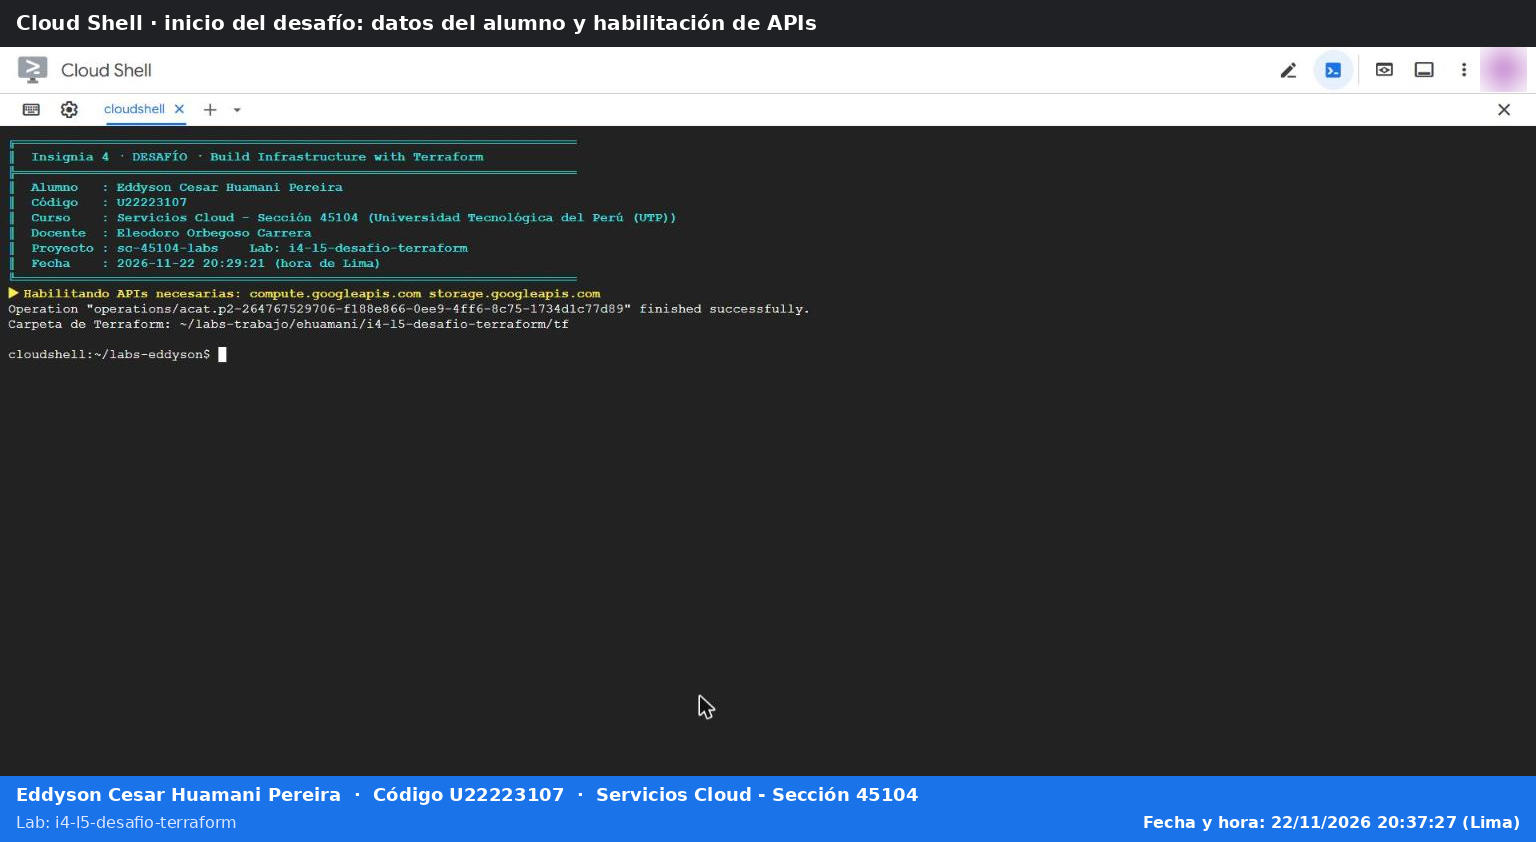 Cloud Shell · inicio del desafío: datos del alumno y habilitación de APIs
Cloud Shell
cloudshell
Insignia 4 · DESAFÍO · Build Infrastructure with Terraform
Alumno : Eddyson Cesar Huamani Pereira
Código : U22223107
Curso : Servicios Cloud - Sección 45104 (Universidad Tecnológica del Perú (UTP))
Docente : Eleodoro Orbegoso Carrera
Proyecto : sc-45104-labs Lab: i4-l5-desafio-terraform
Fecha : 2026-11-22 20:29:21 (hora de Lima)
▶ Habilitando APIs necesarias: compute.googleapis.com storage.googleapis.com
Operation "operations/acat.p2-264767529706-f188e866-0ee9-4ff6-8c75-1734d1c77d89" finished successfully.
Carpeta de Terraform: ~/labs-trabajo/ehuamani/i4-l5-desafio-terraform/tf
cloudshell:~/labs-eddyson$
Eddyson Cesar Huamani Pereira · Código U22223107 · Servicios Cloud - Sección 45104
Lab: i4-l5-desafio-terraform
Fecha y hora: 22/11/2026 20:37:27 (Lima)